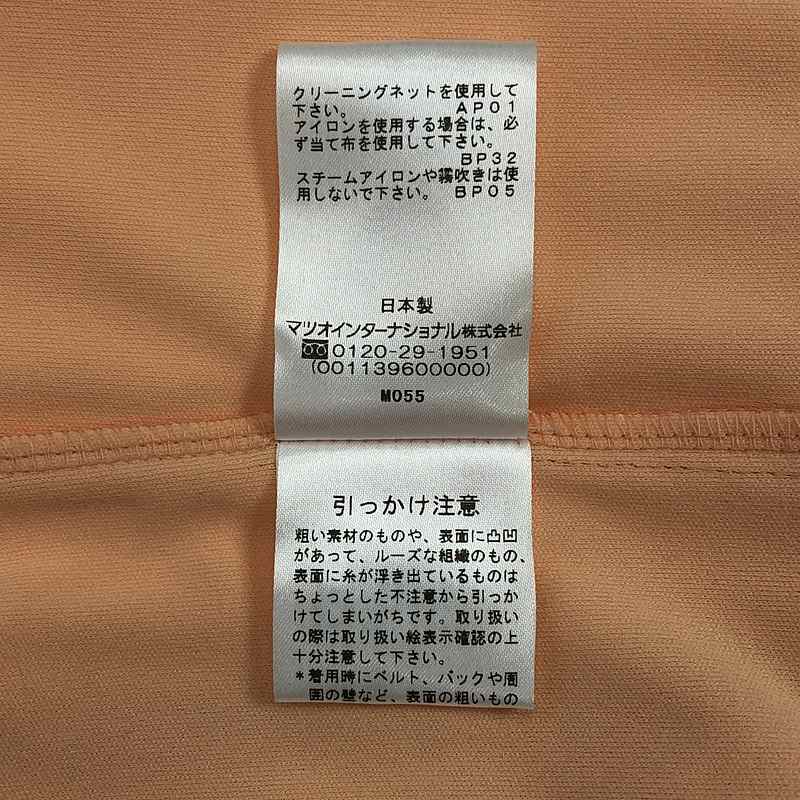 クリーニングネットを使用して
下さい。 AP01
アイロンを使用する場合は、必
ず当て布を使用して下さい。
BP32
スチームアイロンや霧吹きは使
用しないで下さい。 BP05
日本製
マツオインターナショナル株式会社
0120-29-1951
(001139600000)
M055
引っかけ注意
粗い素材のものや、表面に凸凹
があって、ルーズな組織のもの、
表面に糸が浮き出ているものは
ちょっとした不注意から引っか
けてしまいがちです。取り扱い
の際は取り扱い絵表示確認の上
十分注意して下さい。
*着用時にベルト、バックや周
囲の壁など、表面の粗いもの